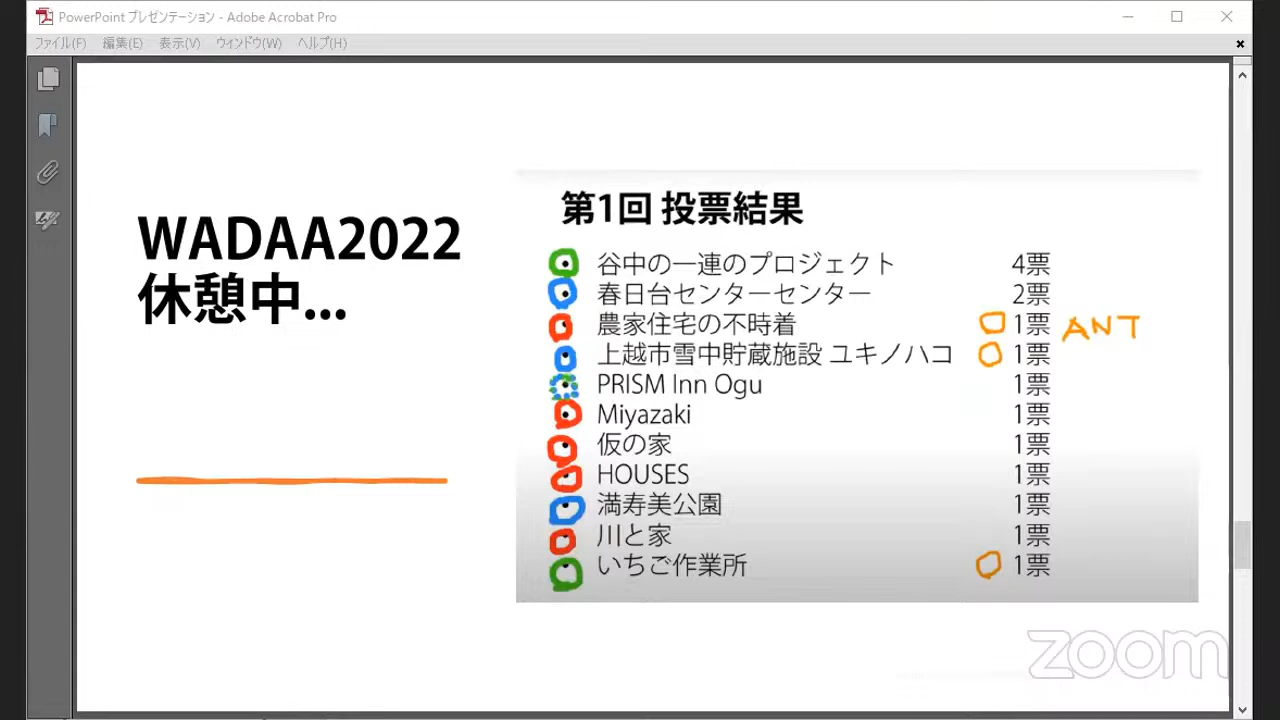 PowerPoint プレゼンテーション - Adobe Acrobat Pro
ファイル(F) 編集(E) 表示(V) ウィンドウ(W) ヘルプ(H)
WADAA2022
休憩中...
第1回 投票結果
谷中の一連のプロジェクト 4票
春日台センターセンター 2票
農家住宅の不時着 1票 ANT
上越市雪中貯蔵施設 ユキノハコ 1票
PRISM Inn Ogu 1票
Miyazaki 1票
仮の家 1票
HOUSES 1票
満寿美公園 1票
川と家 1票
いちご作業所 1票
zoom